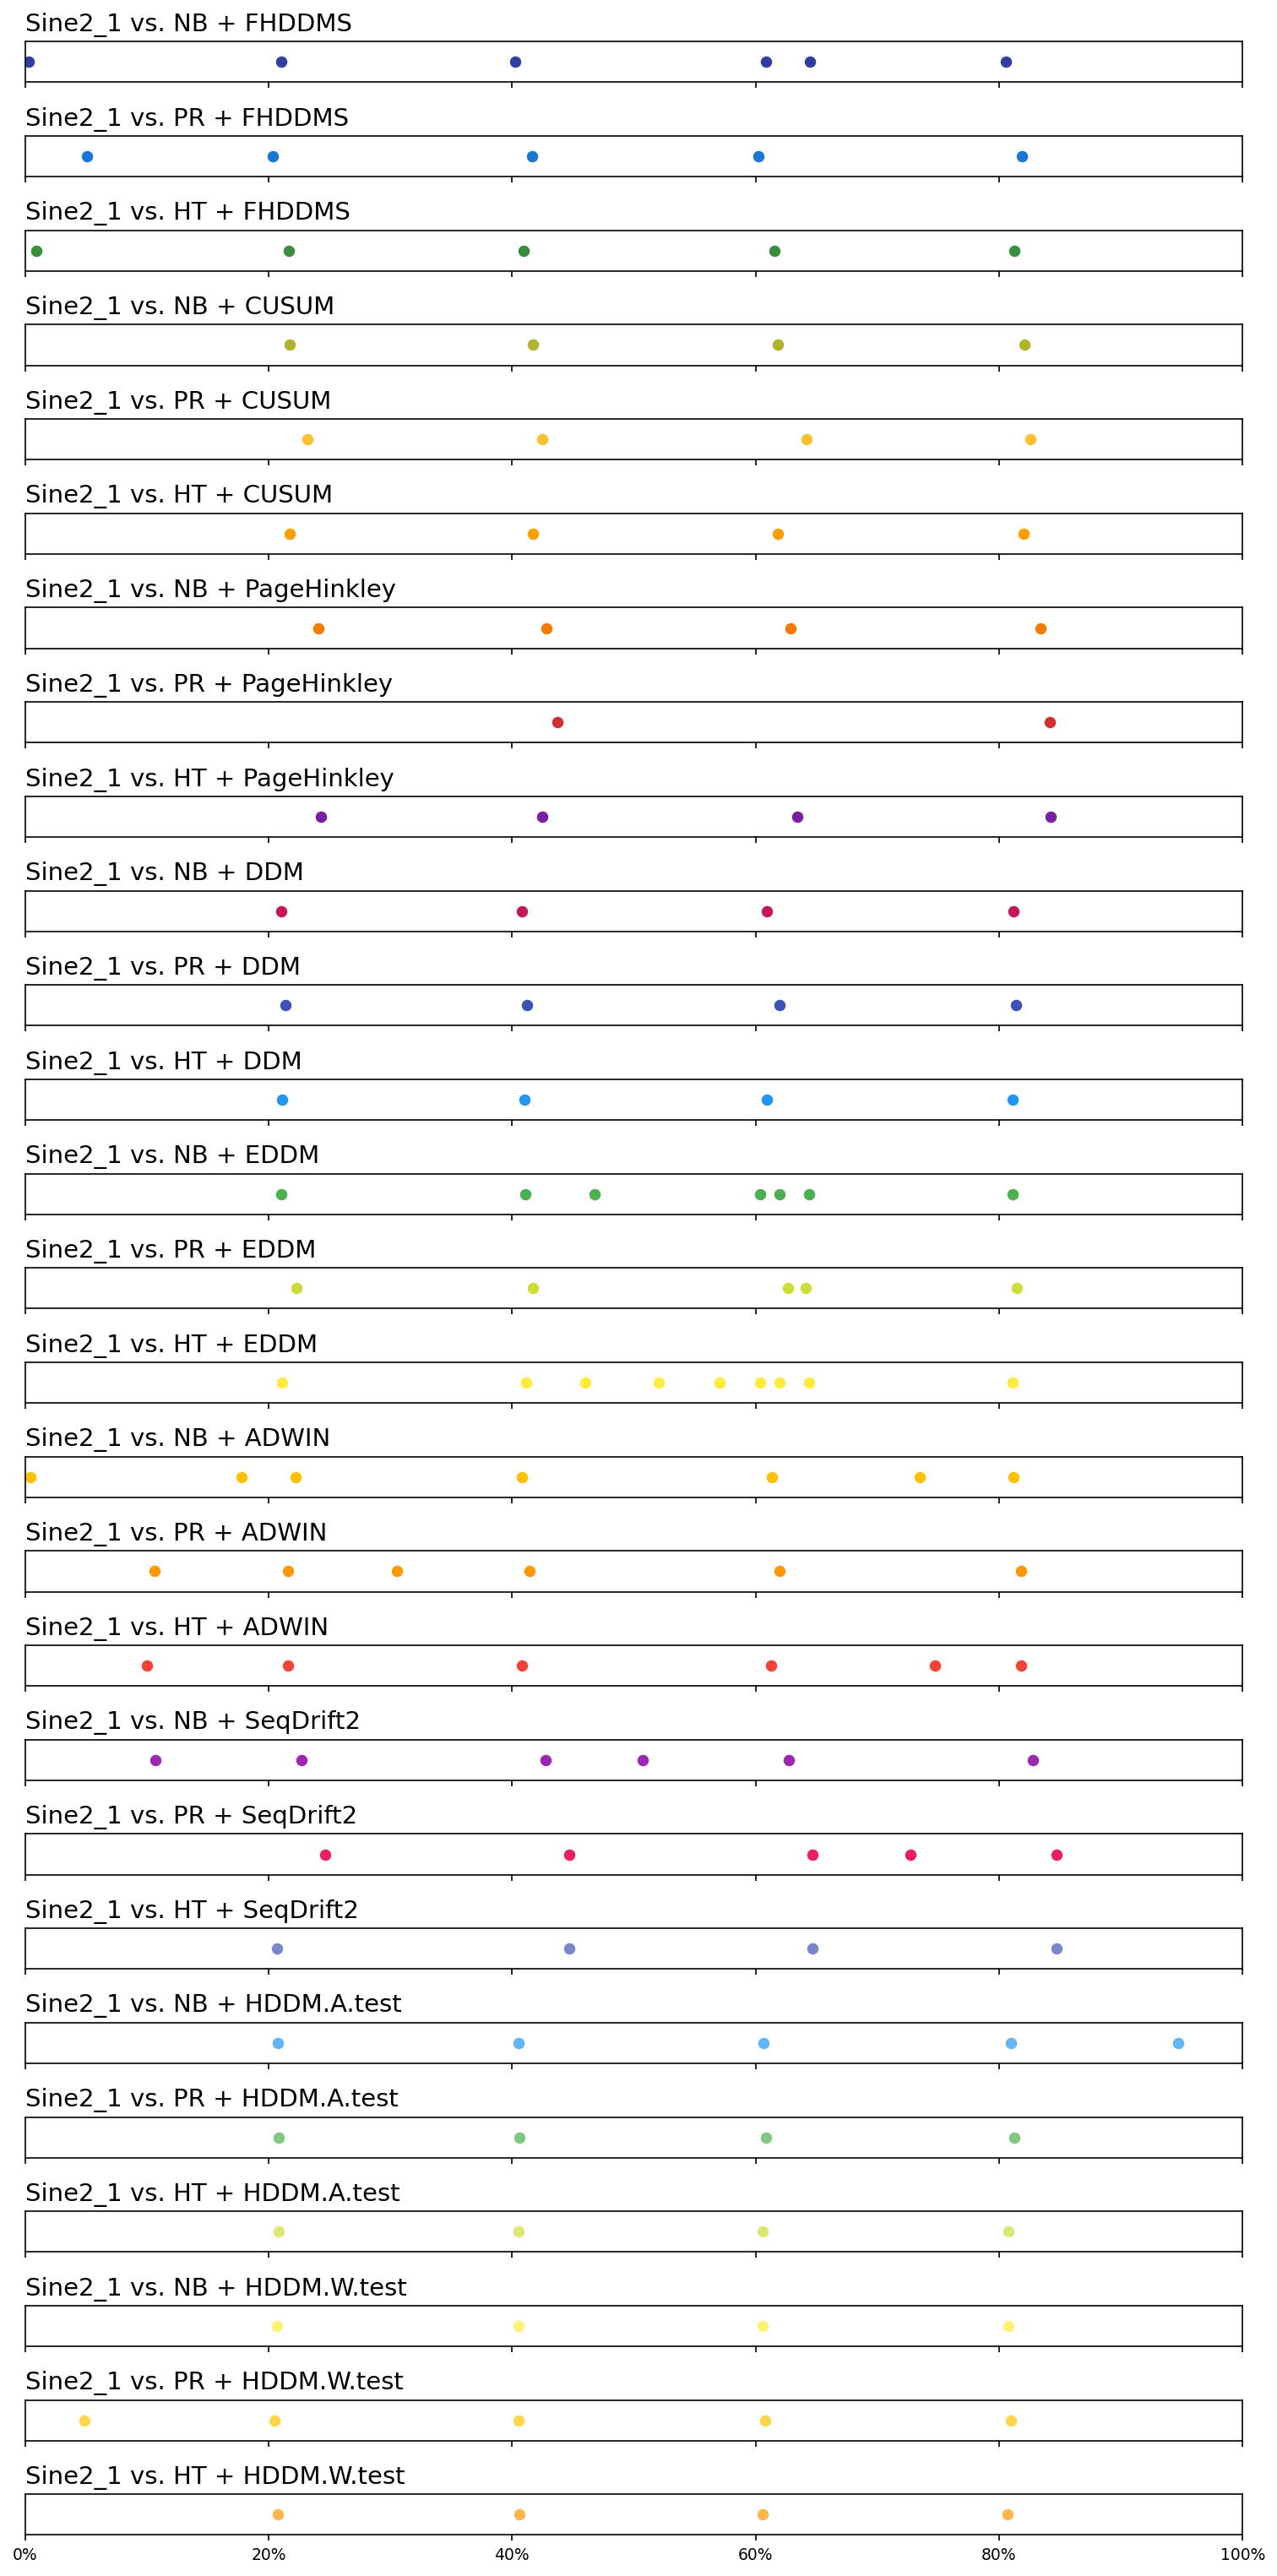 Sine2_1 vs. NB + FHDDMS
Sine2_1 vs. PR + FHDDMS
Sine2_1 vs. HT + FHDDMS
Sine2_1 vs. NB + CUSUM
Sine2_1 vs. PR + CUSUM
Sine2_1 vs. HT + CUSUM
Sine2_1 vs. NB + PageHinkley
Sine2_1 vs. PR + PageHinkley
Sine2_1 vs. HT + PageHinkley
Sine2_1 vs. NB + DDM
Sine2_1 vs. PR + DDM
Sine2_1 vs. HT + DDM
Sine2_1 vs. NB + EDDM
Sine2_1 vs. PR + EDDM
Sine2_1 vs. HT + EDDM
Sine2_1 vs. NB + ADWIN
Sine2_1 vs. PR + ADWIN
Sine2_1 vs. HT + ADWIN
Sine2_1 vs. NB + SeqDrift2
Sine2_1 vs. PR + SeqDrift2
Sine2_1 vs. HT + SeqDrift2
Sine2_1 vs. NB + HDDM.A.test
Sine2_1 vs. PR + HDDM.A.test
Sine2_1 vs. HT + HDDM.A.test
Sine2_1 vs. NB + HDDM.W.test
Sine2_1 vs. PR + HDDM.W.test
Sine2_1 vs. HT + HDDM.W.test
0% 20% 40% 60% 80% 100%